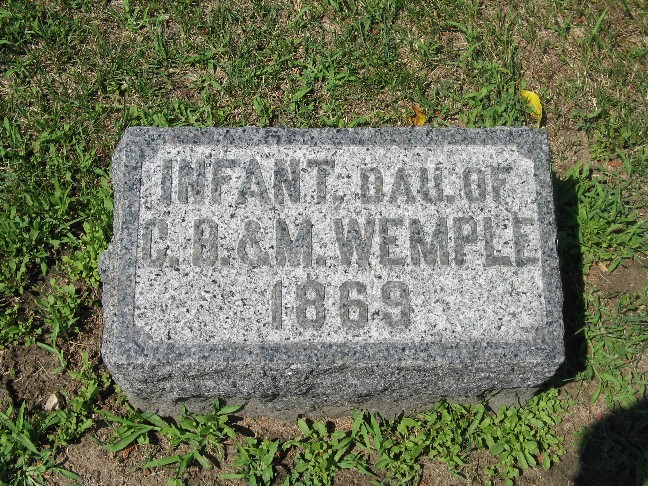 INFANT. DAU. OF
C. B. & M. WEMPLE
1869